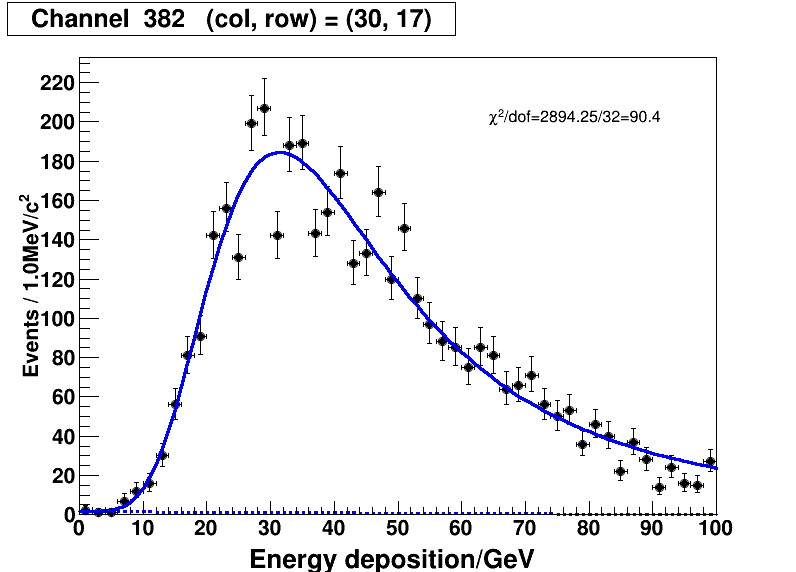 Channel 382 (col, row) = (30, 17)
χ²/dof=2894.25/32=90.4
Events / 1.0MeV/c²
220
200
180
160
140
120
100
80
60
40
20
0
0 10 20 30 40 50 60 70 80 90 100
Energy deposition/GeV